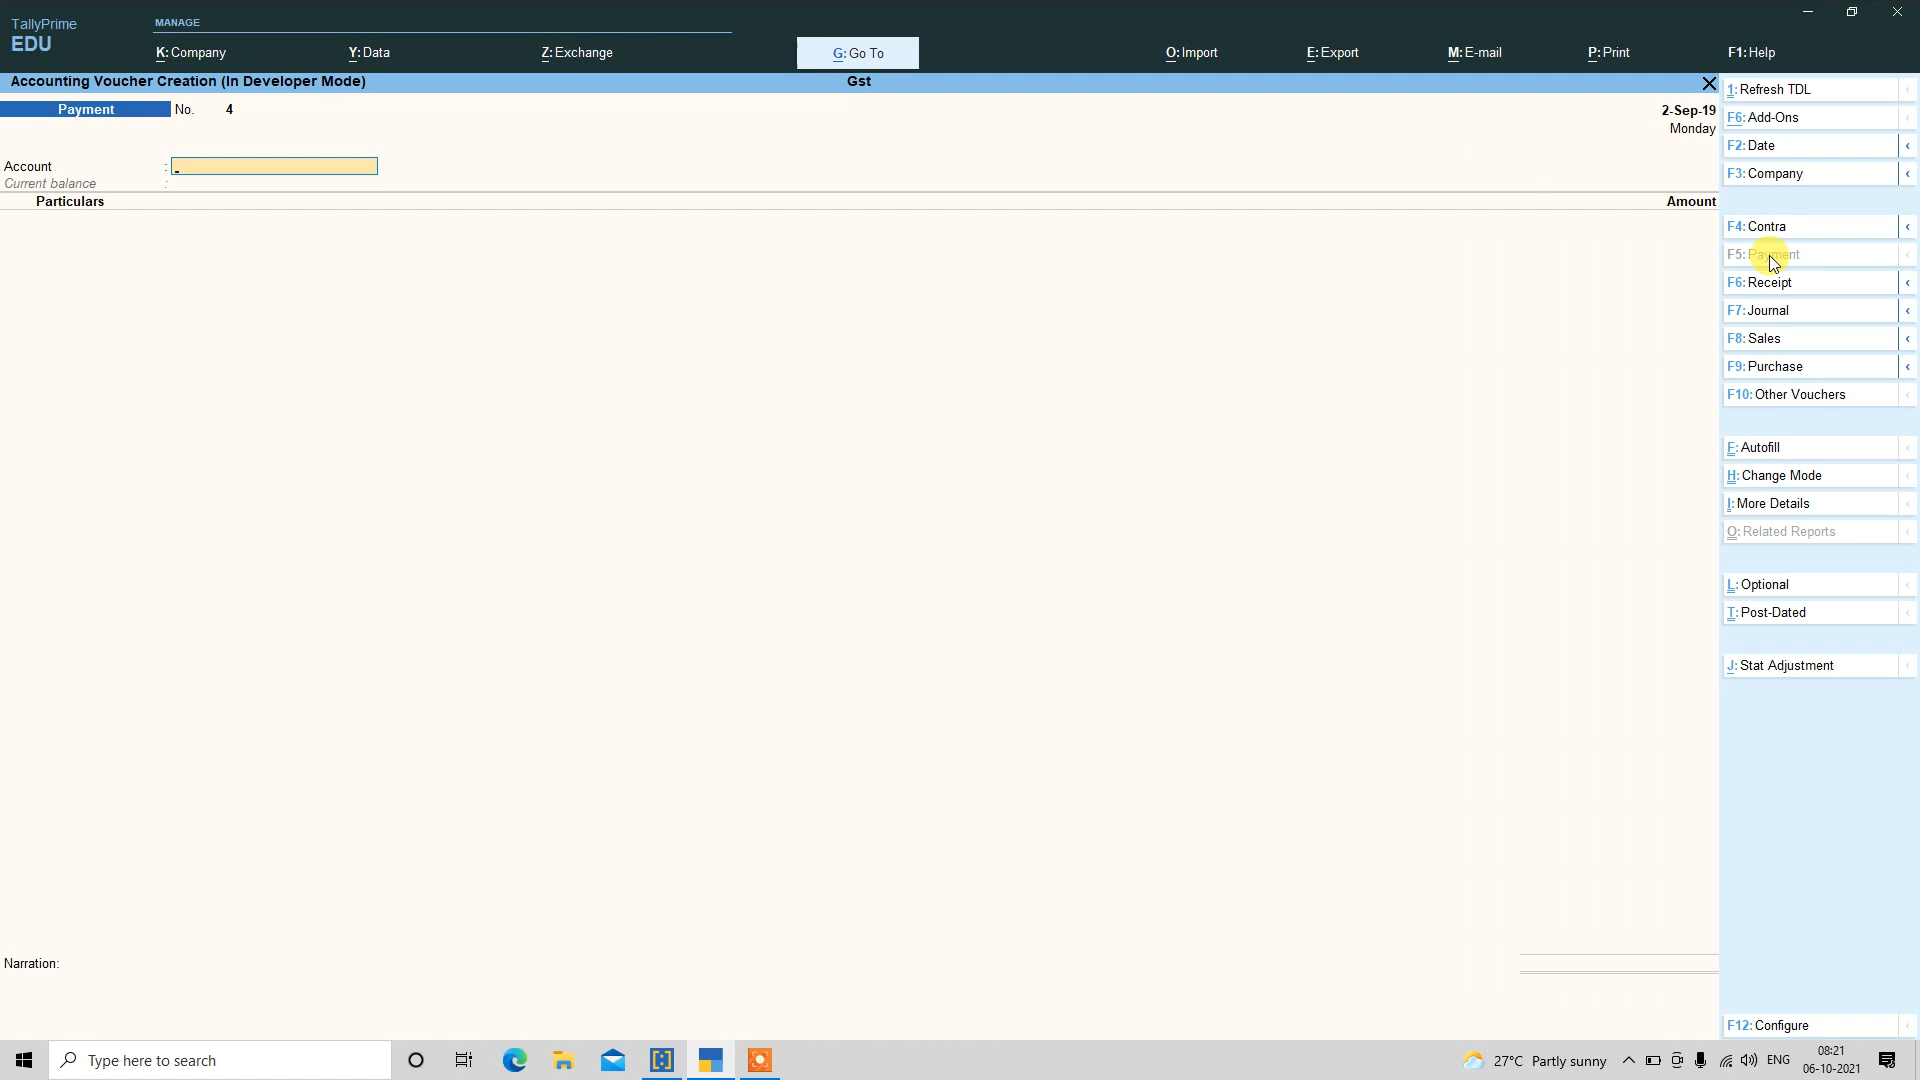 TallyPrime
EDU
MANAGE
K: Company
Y: Data
Z: Exchange
G: Go To
O: Import
E: Export
M: E-mail
P: Print
F1: Help
Accounting Voucher Creation (In Developer Mode)
Gst
Payment No. 4
2-Sep-19
Monday
Account :
Current balance :
Particulars
Amount
Narration:
1: Refresh TDL
F6: Add-Ons
F2: Date
F3: Company
F4: Contra
F5: Payment
F6: Receipt
F7: Journal
F8: Sales
F9: Purchase
F10: Other Vouchers
F: Autofill
H: Change Mode
I: More Details
O: Related Reports
L: Optional
T: Post-Dated
J: Stat Adjustment
F12: Configure
Type here to search
27°C Partly sunny
ENG
08:21
06-10-2021